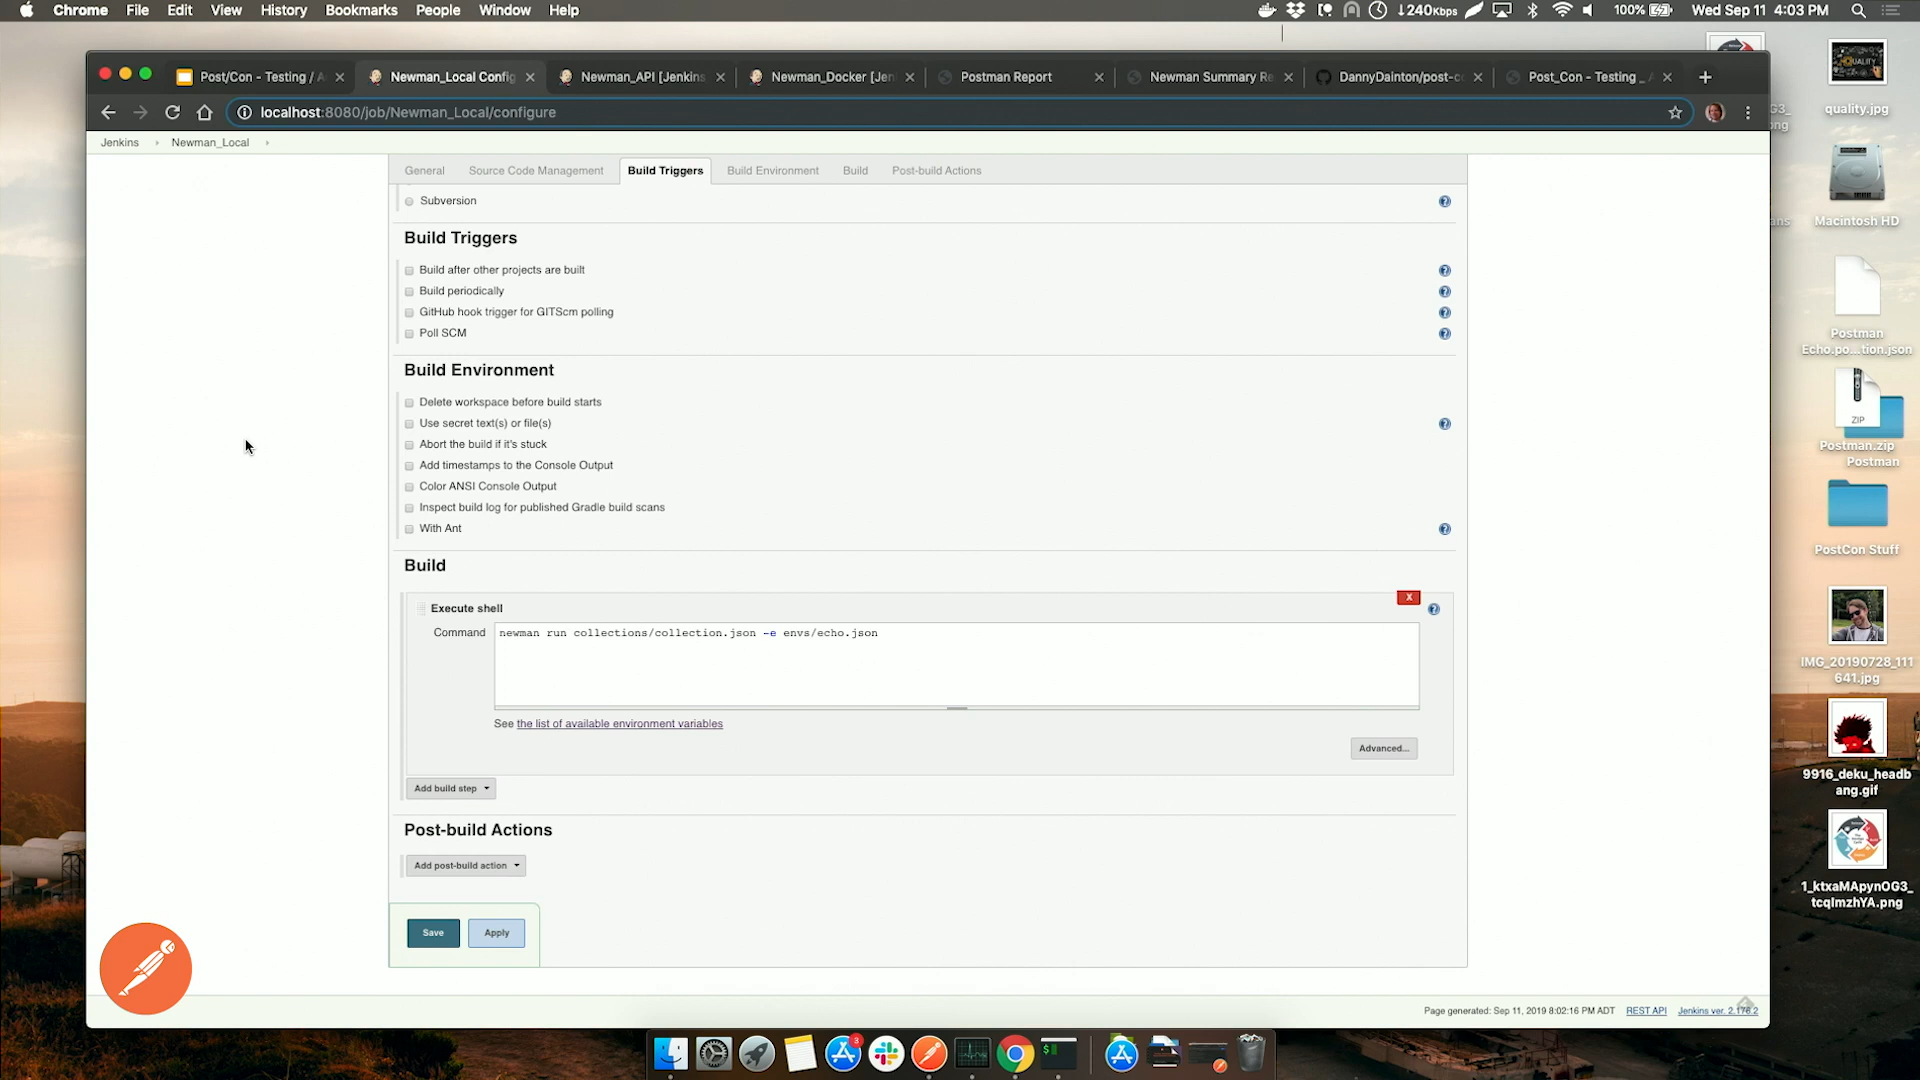 Chrome File Edit View History Bookmarks People Window Help
↓240Kbps 100% Wed Sep 11 4:03 PM
Post/Con - Testing / A
Newman_Local Config
Newman_API [Jenkins
Newman_Docker [Jen
Postman Report
Newman Summary Re
DannyDainton/post-c
Post_Con - Testing _ A
localhost:8080/job/Newman_Local/configure
Jenkins Newman_Local
General Source Code Management Build Triggers Build Environment Build Post-build Actions
Subversion
Build Triggers
Build after other projects are built
Build periodically
GitHub hook trigger for GITScm polling
Poll SCM
Build Environment
Delete workspace before build starts
Use secret text(s) or file(s)
Abort the build if it's stuck
Add timestamps to the Console Output
Color ANSI Console Output
Inspect build log for published Gradle build scans
With Ant
Build
Execute shell
X
Command
newman run collections/collection.json -e envs/echo.json
See the list of available environment variables
Advanced...
Add build step
Post-build Actions
Add post-build action
Save
Apply
Page generated: Sep 11, 2019 8:02:16 PM ADT REST API Jenkins ver. 2.176.2
QUALITY
quality.jpg
Macintosh HD
Postman
Echo.po...tion.json
ZIP
Postman.zip
Postman
PostCon Stuff
IMG_20190728_111
641.jpg
9916_deku_headb
ang.gif
1_ktxaMApynOG3_
tcqImzhYA.png
3